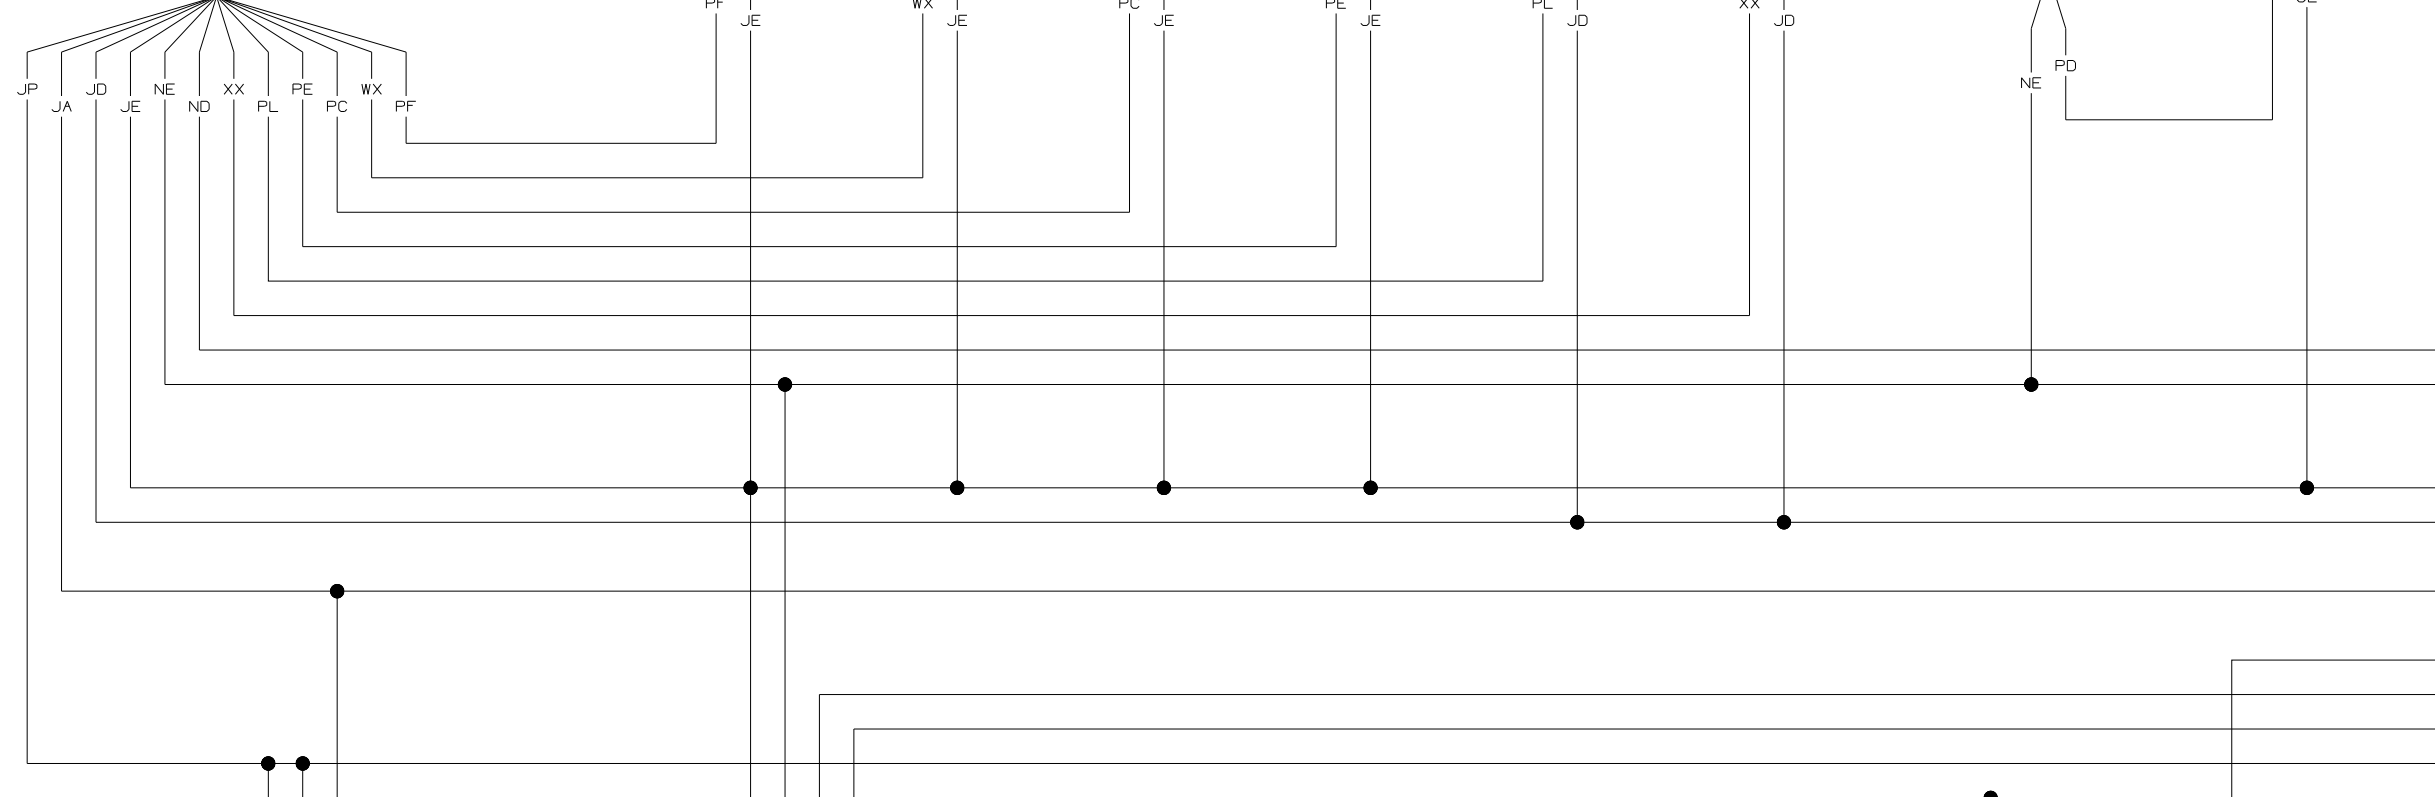 PF WX PC PE PL XX
JE JE JE JE JD JD
PD
NE
JP JD NE XX PE WX
JA JE ND PL PC PF